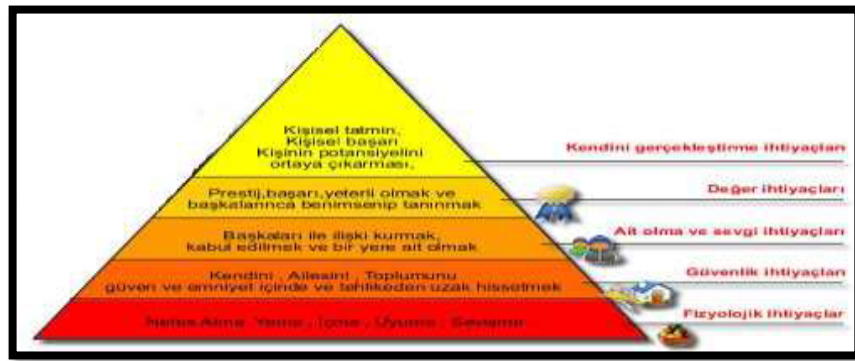 Kişisel tatmin,
Kişisel başarı
Kişinin potansiyelini
ortaya çıkarması,
Kendini gerçekleştirme ihtiyaçları
Prestij,başarı,yeterli olmak ve
başkalarınca benimsenip tanınmak
Değer ihtiyaçları
Başkaları ile ilişki kurmak,
kabul edilmek ve bir yere ait olmak
Ait olma ve sevgi ihtiyaçları
Kendini , Ailesini , Toplumunu
güven ve emniyet içinde ve tehlikeden uzak hissetmek
Güvenlik ihtiyaçları
Nefes Alma Yeme , İçme , Uyuma ,
Fizyolojik ihtiyaçlar